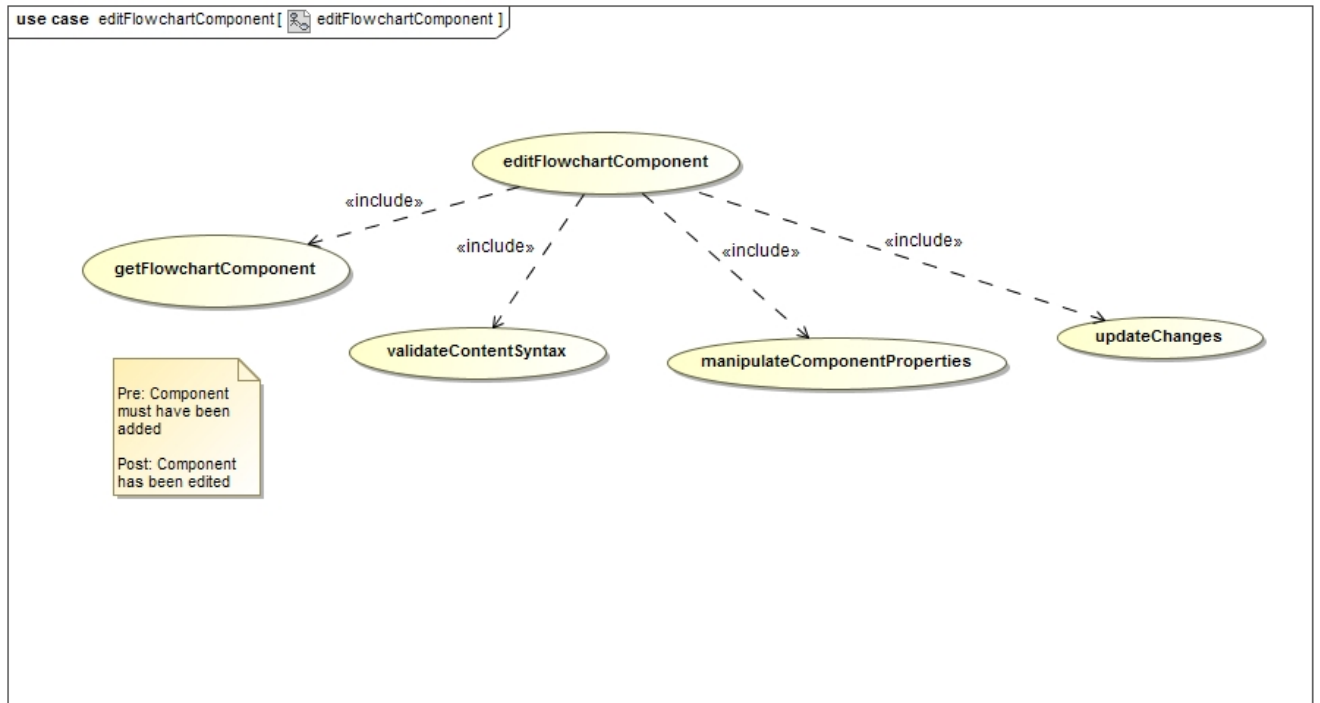 use case editFlowchartComponent [ editFlowchartComponent ]
editFlowchartComponent
«include»
«include»
«include»
«include»
getFlowchartComponent
validateContentSyntax
manipulateComponentProperties
updateChanges
Pre: Component
must have been
added
Post: Component
has been edited